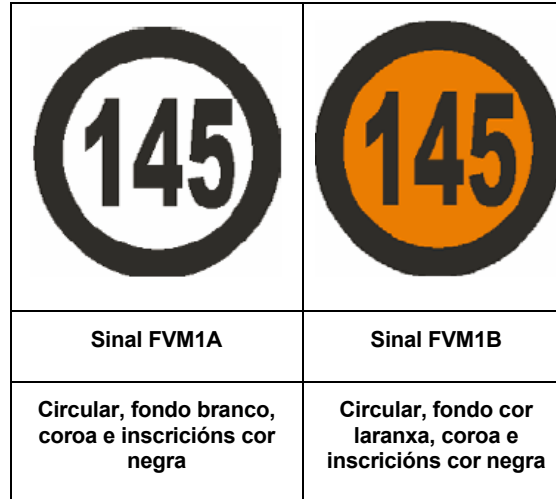 145
145
Sinal FVM1A
Sinal FVM1B
Circular, fondo branco,
coroa e inscricións cor
negra
Circular, fondo cor
laranxa, coroa e
inscricións cor negra